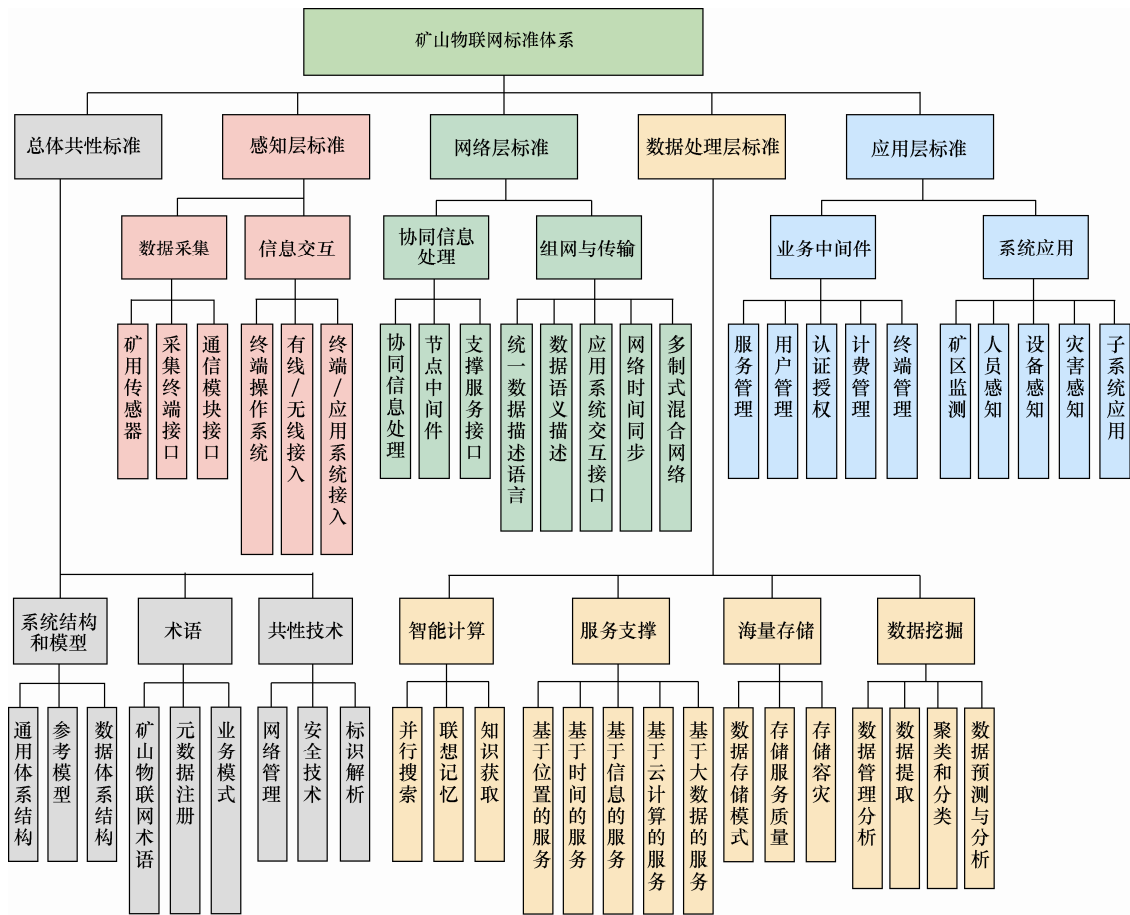 矿山物联网标准体系
总体共性标准
感知层标准
网络层标准
数据处理层标准
应用层标准
数据采集
信息交互
协同信息
处理
组网与传输
业务中间件
系统应用
矿用传感器
采集终端接口
通信模块接口
终端操作系统
有线/无线接入
终端/应用系统接入
协同信息处理
节点中间件
支撑服务接口
统一数据描述语言
数据语义描述
应用系统交互接口
网络时间同步
多制式混合网络
服务管理
用户管理
认证授权
计费管理
终端管理
矿区监测
人员感知
设备感知
灾害感知
子系统应用
系统结构
和模型
术语
共性技术
智能计算
服务支撑
海量存储
数据挖掘
通用体系结构
参考模型
数据体系结构
矿山物联网术语
元数据注册
业务模式
网络管理
安全技术
标识解析
并行搜索
联想记忆
知识获取
基于位置的服务
基于时间的服务
基于信息的服务
基于云计算的服务
基于大数据的服务
数据存储模式
存储服务质量
存储容灾
数据管理分析
数据提取
聚类和分类
数据预测与分析